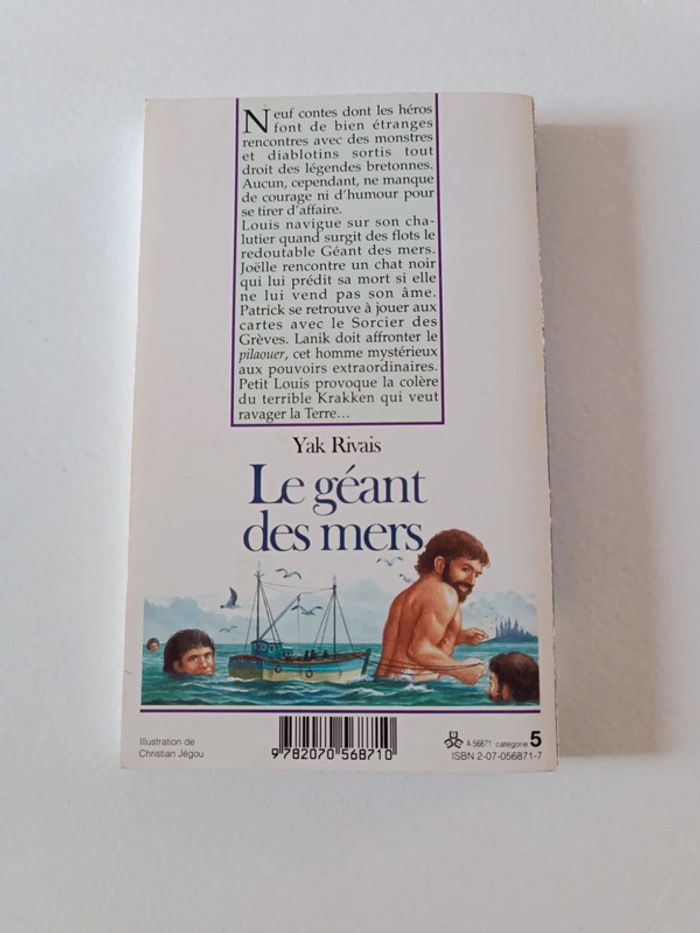 Neuf contes dont les héros
font de bien étranges
rencontres avec des monstres
et diablotins sortis tout
droit des légendes bretonnes.
Aucun, cependant, ne manque
de courage ni d'humour pour
se tirer d'affaire.
Louis navigue sur son cha-
lutier quand surgit des flots le
redoutable Géant des mers.
Joëlle rencontre un chat noir
qui lui prédit sa mort si elle
ne lui vend pas son âme.
Patrick se retrouve à jouer aux
cartes avec le Sorcier des
Grèves. Lanik doit affronter le
pilaouer, cet homme mystérieux
aux pouvoirs extraordinaires.
Petit Louis provoque la colère
du terrible Krakken qui veut
ravager la Terre...
Yak Rivais
Le géant
des mers
Illustration de
Christian Jégou
9 782070 568710
A 56871 catégorie 5
ISBN 2-07-056871-7